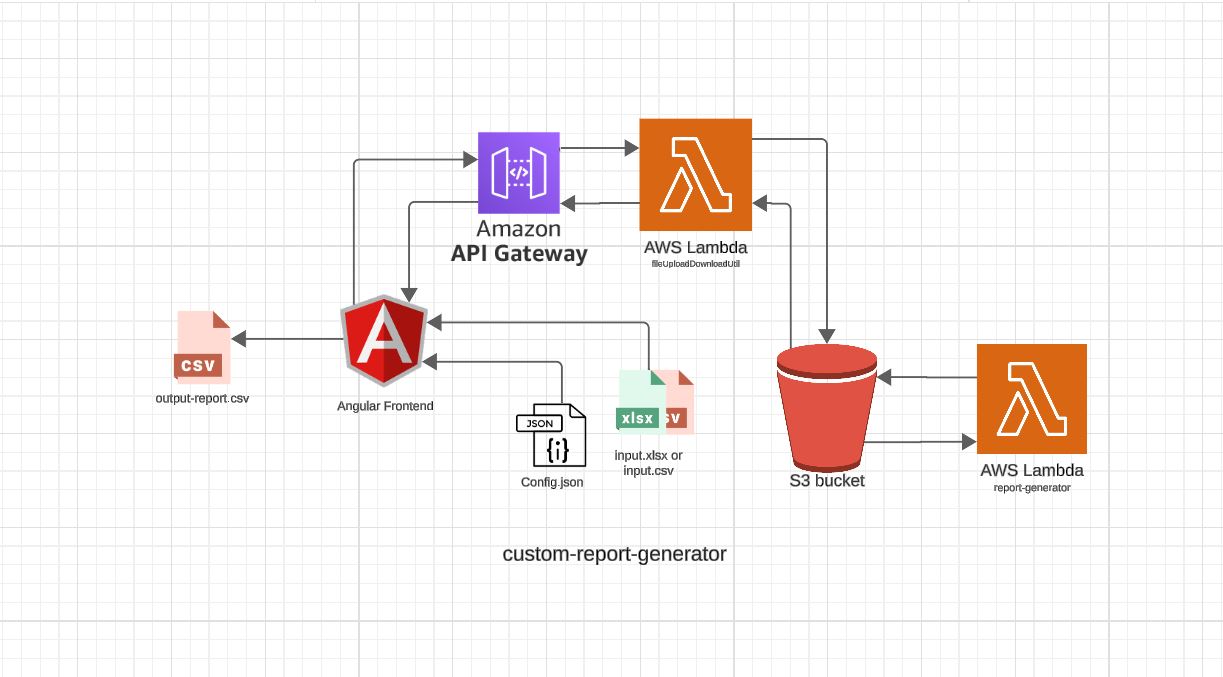 Amazon
API Gateway
AWS Lambda
fileUploadDownloadUtil
CSV
output-report.csv
Angular Frontend
JSON
{i}
Config.json
xlsx
sv
input.xlsx or
input.csv
S3 bucket
AWS Lambda
report-generator
custom-report-generator